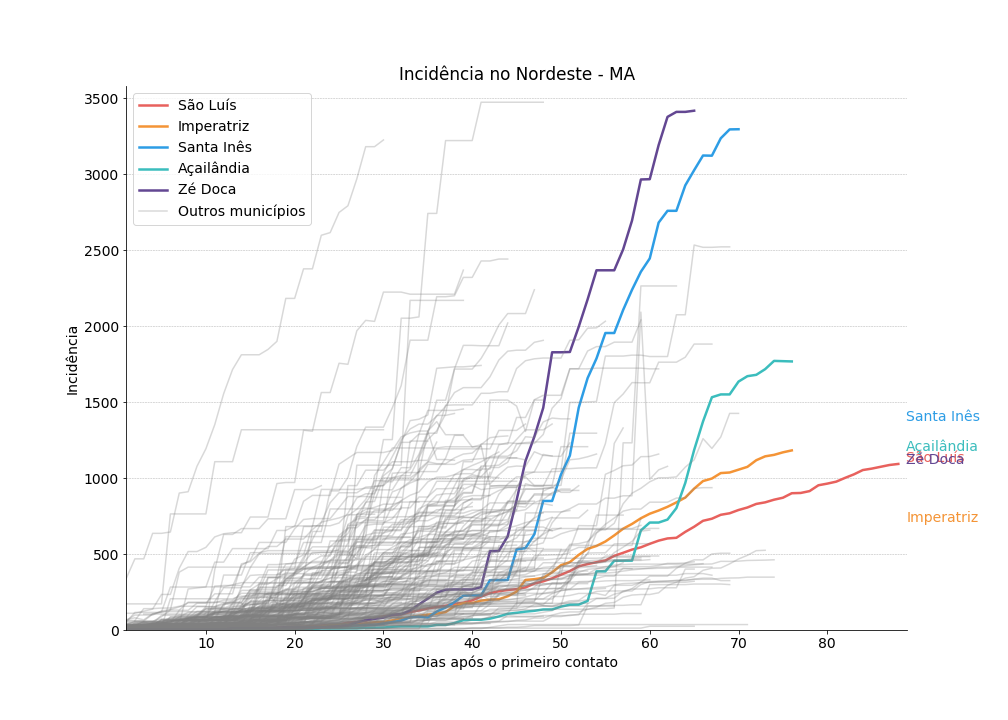 Incidência no Nordeste - MA
3500
3000
2500
2000
1500
1000
500
0
Incidência
São Luís
Imperatriz
Santa Inês
Açailândia
Zé Doca
Outros municípios
Santa Inês
Açailândia
São Luís
Zé Doca
Imperatriz
10 20 30 40 50 60 70 80
Dias após o primeiro contato